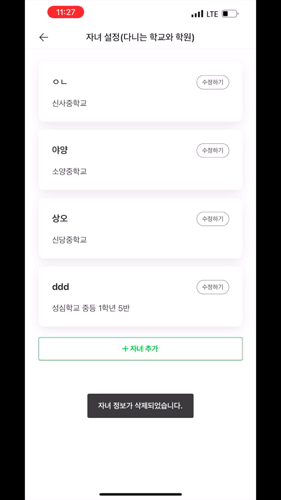 11:27
LTE
자녀 설정(다니는 학교와 학원)
ㅇㄴ
수정하기
신사중학교
야양
수정하기
소양중학교
상오
수정하기
신당중학교
ddd
수정하기
성심학교 중등 1학년 5반
+ 자녀 추가
자녀 정보가 삭제되었습니다.